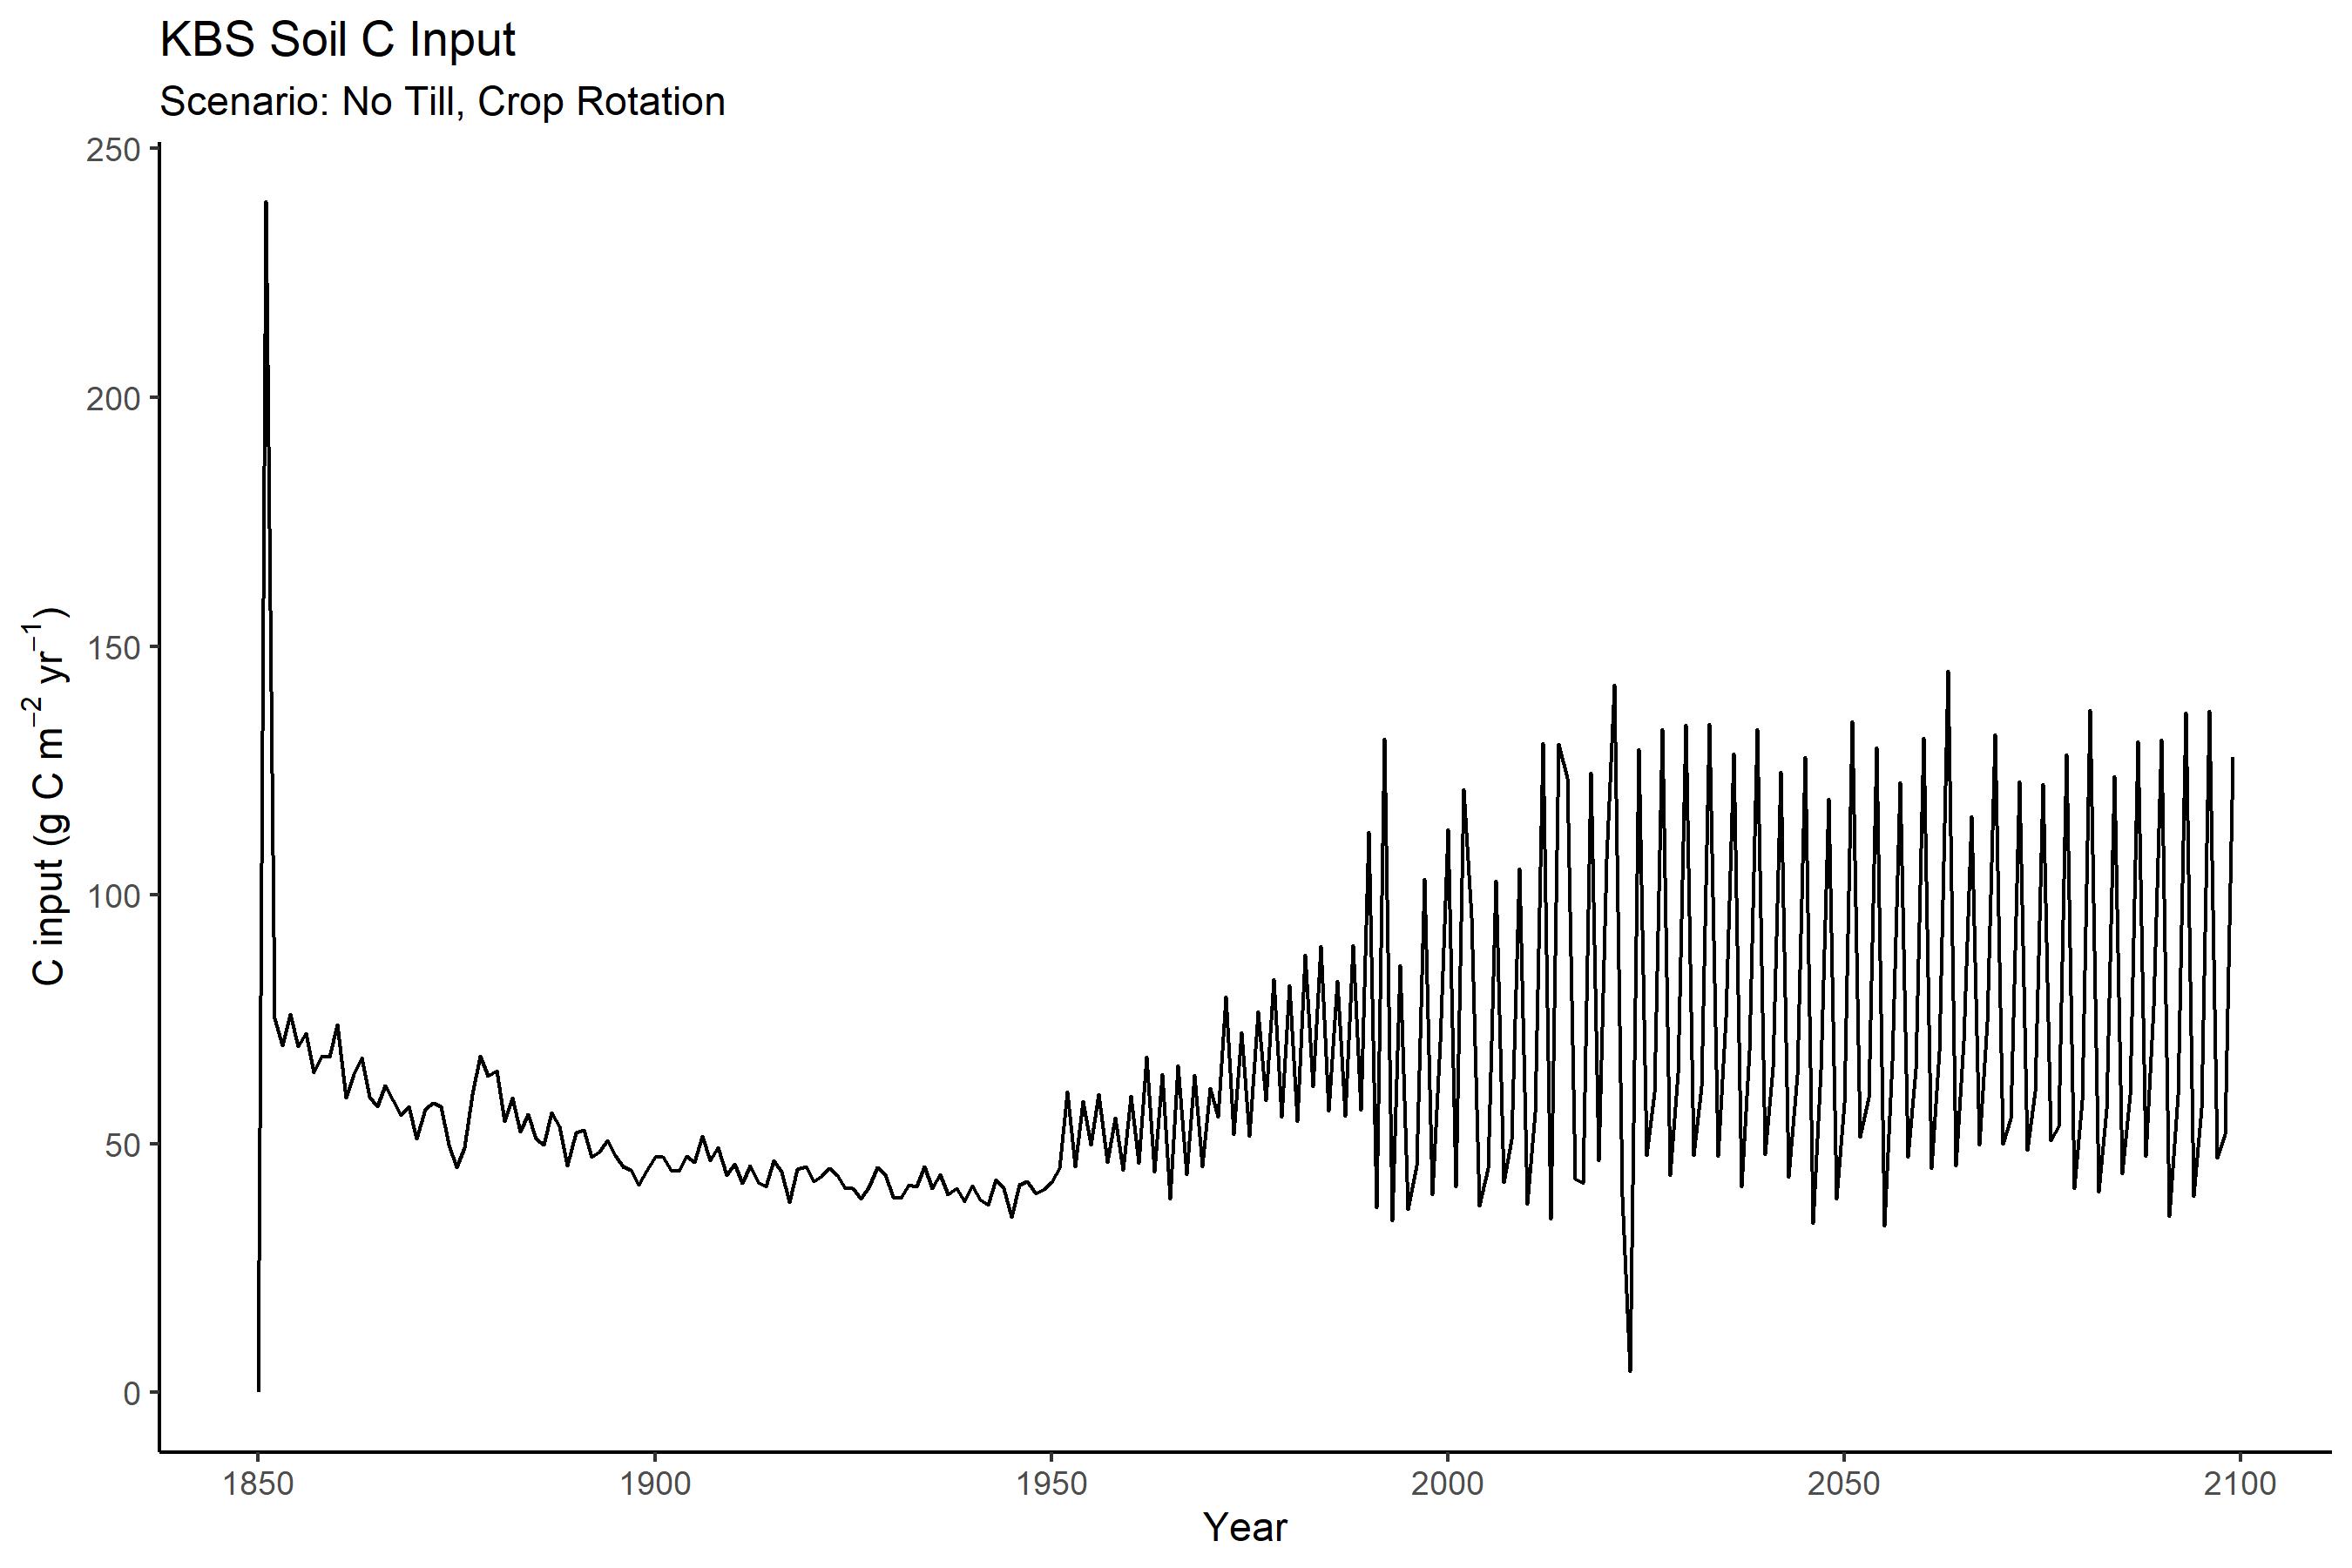 KBS Soil C Input
Scenario: No Till, Crop Rotation
250
200
150
100
50
0
C input (g C m⁻² yr⁻¹)
1850 1900 1950 2000 2050 2100
Year